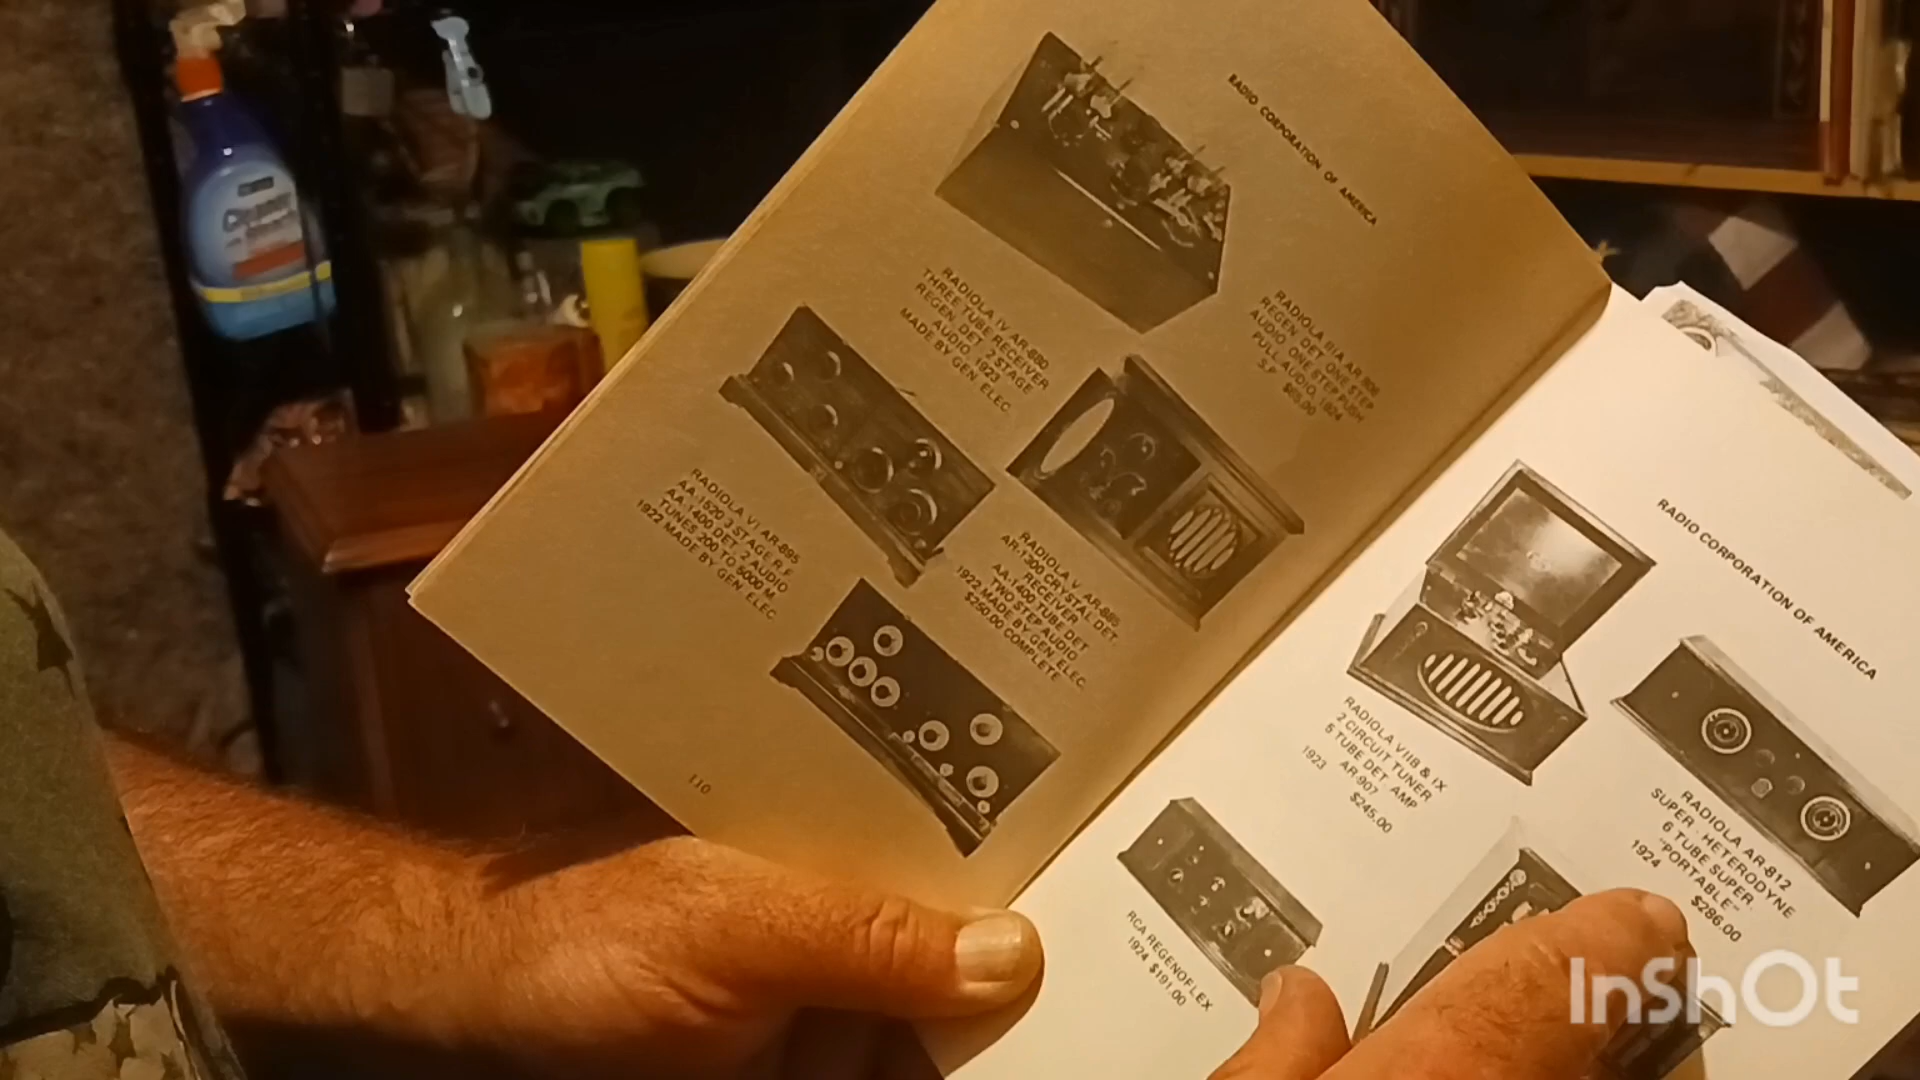 RADIO CORPORATION OF AMERICA
RADIOLA IIIA AR-806
REGEN DET. ONE STEP
AUDIO ONE STEP PUSH
PULL AUDIO, 1924
S.F. $65.00
RADIOLA IV AR-880
THREE TUBE RECEIVER
REGEN. DET. 2 STAGE
AUDIO, 1923
MADE BY GEN. ELEC.
RADIOLA V AR-885
AR-1300 CRYSTAL DET.
RECEIVER
AA-1400 TUBE DET.
TWO STEP AUDIO
1922 MADE BY GEN. ELEC.
$250.00 COMPLETE
RADIOLA VI AR-895
AA-1520 3 STAGE R.F.
AA-1400 DET. 2 AUDIO
TUNES 200 TO 5000 M.
1922 MADE BY GEN. ELEC.
110
RADIO CORPORATION OF AMERICA
RADIOLA VIIB & IX
2 CIRCUIT TUNER
5 TUBE DET. AMP.
AR-907
1923 $245.00
RADIOLA AR-812
SUPER-HETERODYNE
6 TUBE SUPER.
"PORTABLE"
1924 $286.00
RCA REGENOFLEX
1924 $191.00
Cleaner
InShOt